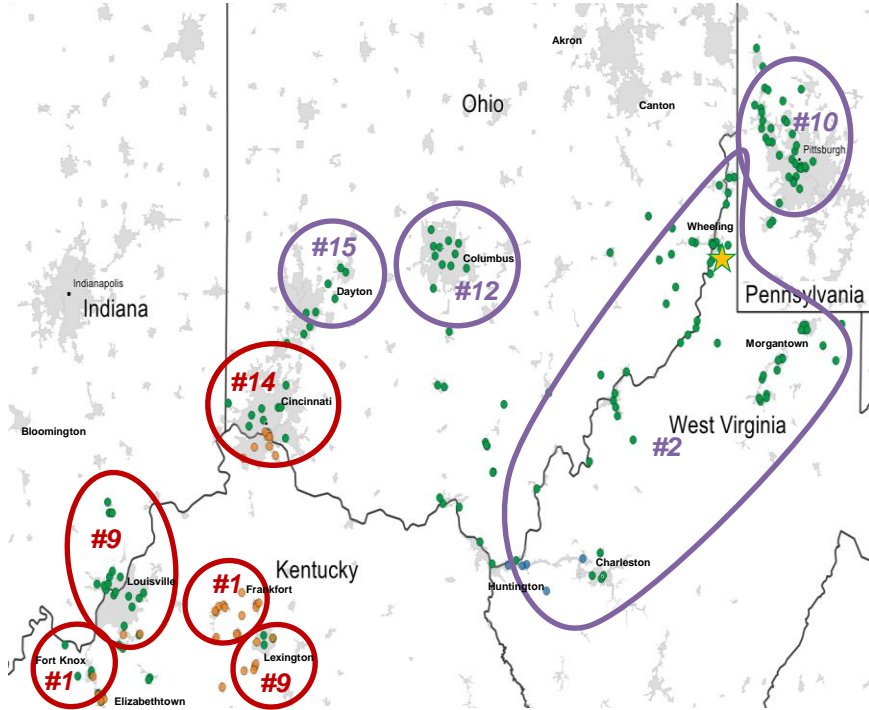 Akron
Ohio
Canton
#10
Pittsburgh
#15
Dayton
Columbus
#12
Wheeling
Indianapolis
Indiana
Pennsylvania
Morgantown
#14
Cincinnati
Bloomington
West Virginia
#2
#9
Louisville
Kentucky
#1
Frankfort
Charleston
Huntington
Fort Knox
#1
Lexington
#9
Elizabethtown